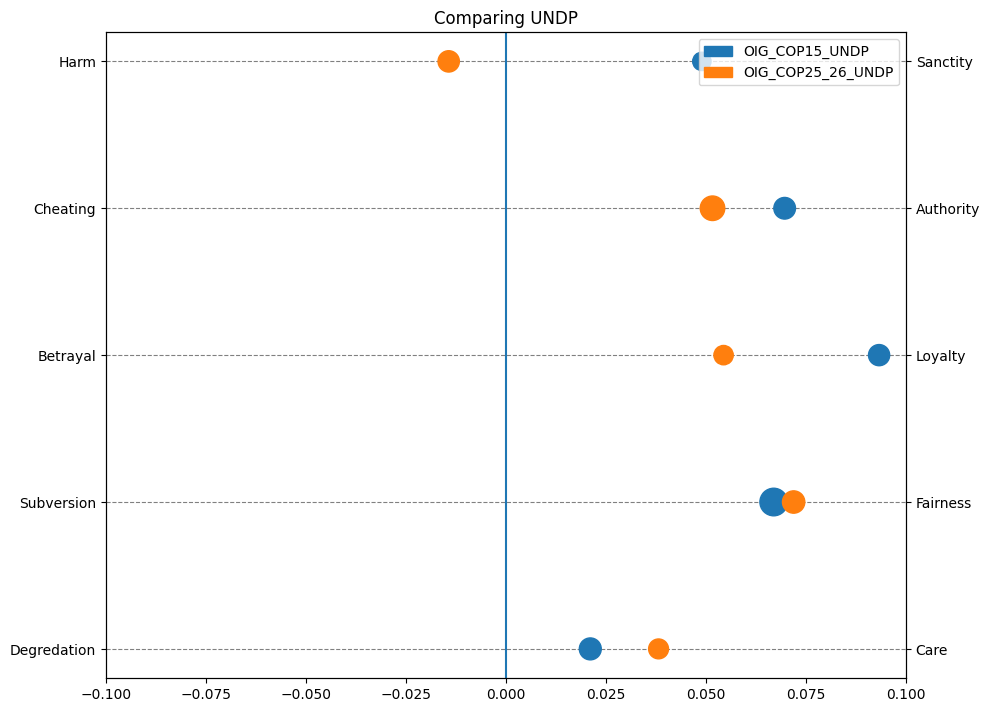 Comparing UNDP
OIG_COP15_UNDP
OIG_COP25_26_UNDP
Harm
Sanctity
Cheating
Authority
Betrayal
Loyalty
Subversion
Fairness
Degredation
Care
−0.100 −0.075 −0.050 −0.025 0.000 0.025 0.050 0.075 0.100